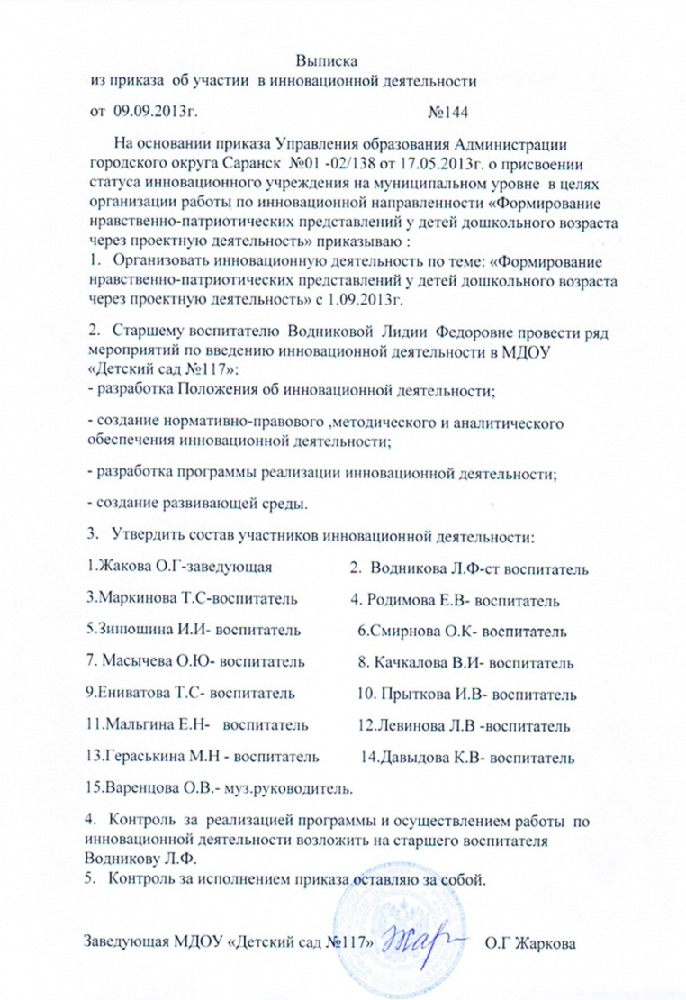 Выписка
из приказа об участии в инновационной деятельности
от 09.09.2013г. №144
На основании приказа Управления образования Администрации
городского округа Саранск №01 -02/138 от 17.05.2013г. о присвоении
статуса инновационного учреждения на муниципальном уровне в целях
организации работы по инновационной направленности «Формирование
нравственно-патриотических представлений у детей дошкольного возраста
через проектную деятельность» приказываю :
1. Организовать инновационную деятельность по теме: «Формирование
нравственно-патриотических представлений у детей дошкольного возраста
через проектную деятельность» с 1.09.2013г.
2. Старшему воспитателю Водниковой Лидии Федоровне провести ряд
мероприятий по введению инновационной деятельности в МДОУ
«Детский сад №117»:
- разработка Положения об инновационной деятельности;
- создание нормативно-правового ,методического и аналитического
обеспечения инновационной деятельности;
- разработка программы реализации инновационной деятельности;
- создание развивающей среды.
3. Утвердить состав участников инновационной деятельности:
1.Жакова О.Г-заведующая 2. Водникова Л.Ф-ст воспитатель
3.Маркинова Т.С-воспитатель 4. Родимова Е.В- воспитатель
5.Зинюшина И.И- воспитатель 6.Смирнова О.К- воспитатель
7. Масычева О.Ю- воспитатель 8. Качкалова В.И- воспитатель
9.Ениватова Т.С- воспитатель 10. Прыткова И.В- воспитатель
11.Мальгина Е.Н- воспитатель 12.Левинова Л.В -воспитатель
13.Гераськина М.Н - воспитатель 14.Давыдова К.В- воспитатель
15.Варенцова О.В.- муз.руководитель.
4. Контроль за реализацией программы и осуществлением работы по
инновационной деятельности возложить на старшего воспитателя
Водникову Л.Ф.
5. Контроль за исполнением приказа оставляю за собой.
Заведующая МДОУ «Детский сад №117» Жар О.Г Жаркова